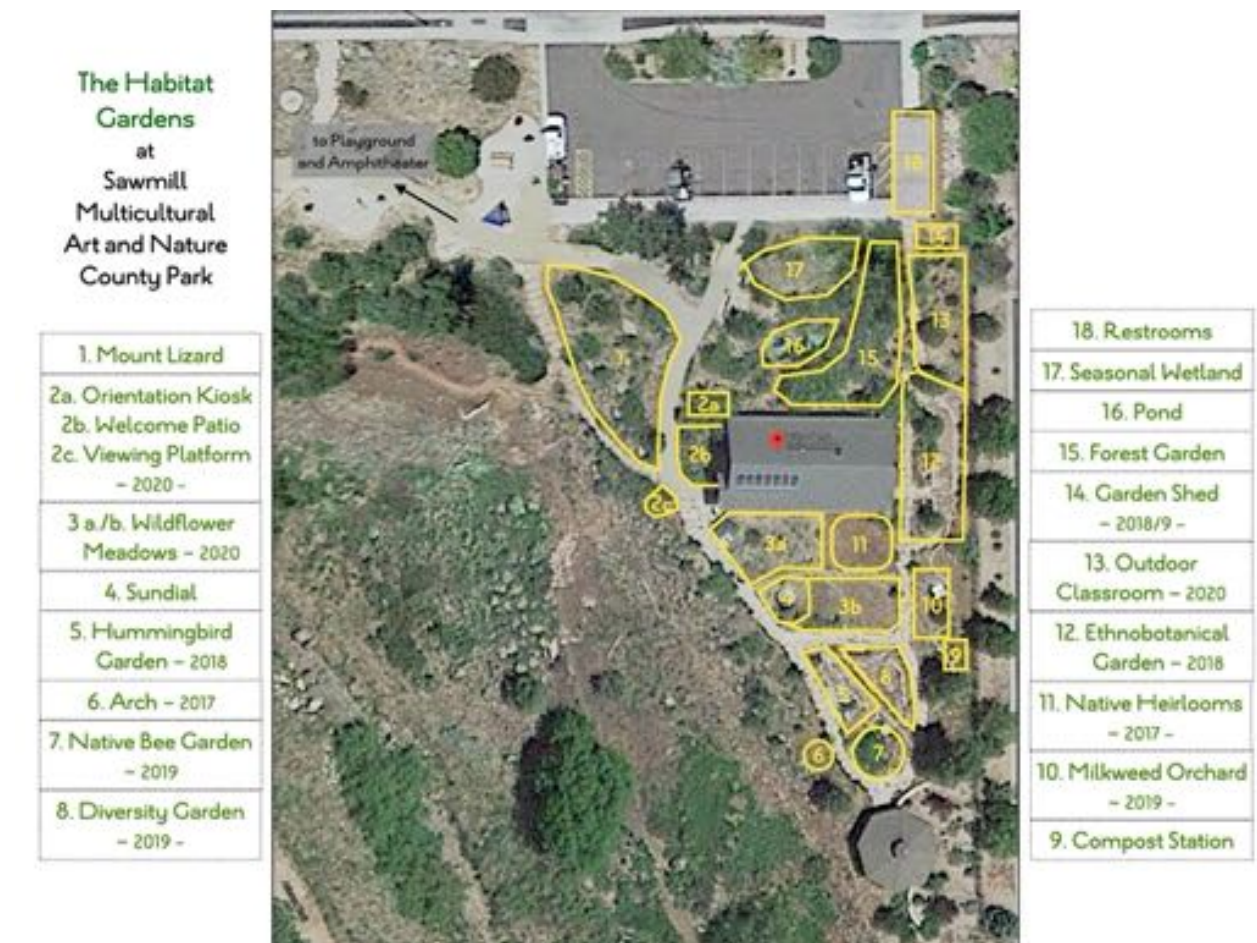 The Habitat
Gardens
at
Sawmill
Multicultural
Art and Nature
County Park
1. Mount Lizard
2a. Orientation Kiosk
2b. Welcome Patio
2c. Viewing Platform
~ 2020 ~
3 a./b. Wildflower
Meadows ~ 2020
4. Sundial
5. Hummingbird
Garden ~ 2018
6. Arch ~ 2017
7. Native Bee Garden
~ 2019
8. Diversity Garden
~ 2019 ~
to Playground
and Amphitheater
18
17
13
1
16
15
2a
2b
12
2c
3a
11
3b
10
9
8
5
6
7
18. Restrooms
17. Seasonal Wetland
16. Pond
15. Forest Garden
14. Garden Shed
~ 2018/9 ~
13. Outdoor
Classroom ~ 2020
12. Ethnobotanical
Garden ~ 2018
11. Native Heirlooms
~ 2017 ~
10. Milkweed Orchard
~ 2019 ~
9. Compost Station